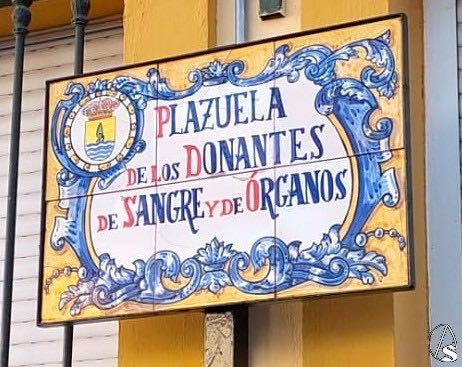 PLAZUELA
DE LOS DONANTES
DE SANGRE Y DE ÓRGANOS